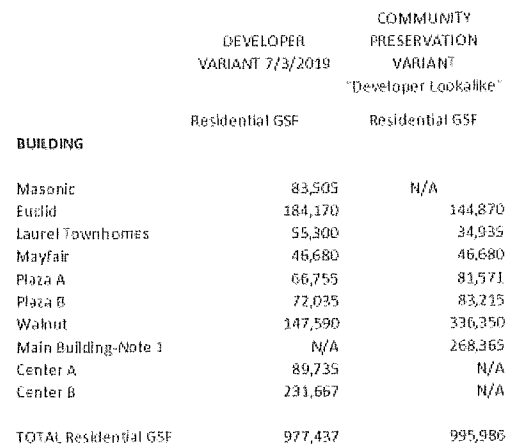 COMMUNITY
DEVELOPER PRESERVATION
VARIANT 7/3/2019 VARIANT
"Developer Lookalike"
Residential GSF Residential GSF
BUILDING
Masonic 83,505 N/A
Euclid 184,170 144,870
Laurel Townhomes 55,300 34,935
Mayfair 46,680 46,680
Plaza A 66,755 81,571
Plaza B 72,035 83,215
Walnut 147,590 336,350
Main Building-Note 1 N/A 268,365
Center A 89,735 N/A
Center B 231,667 N/A
TOTAL Residential GSF 977,437 995,986